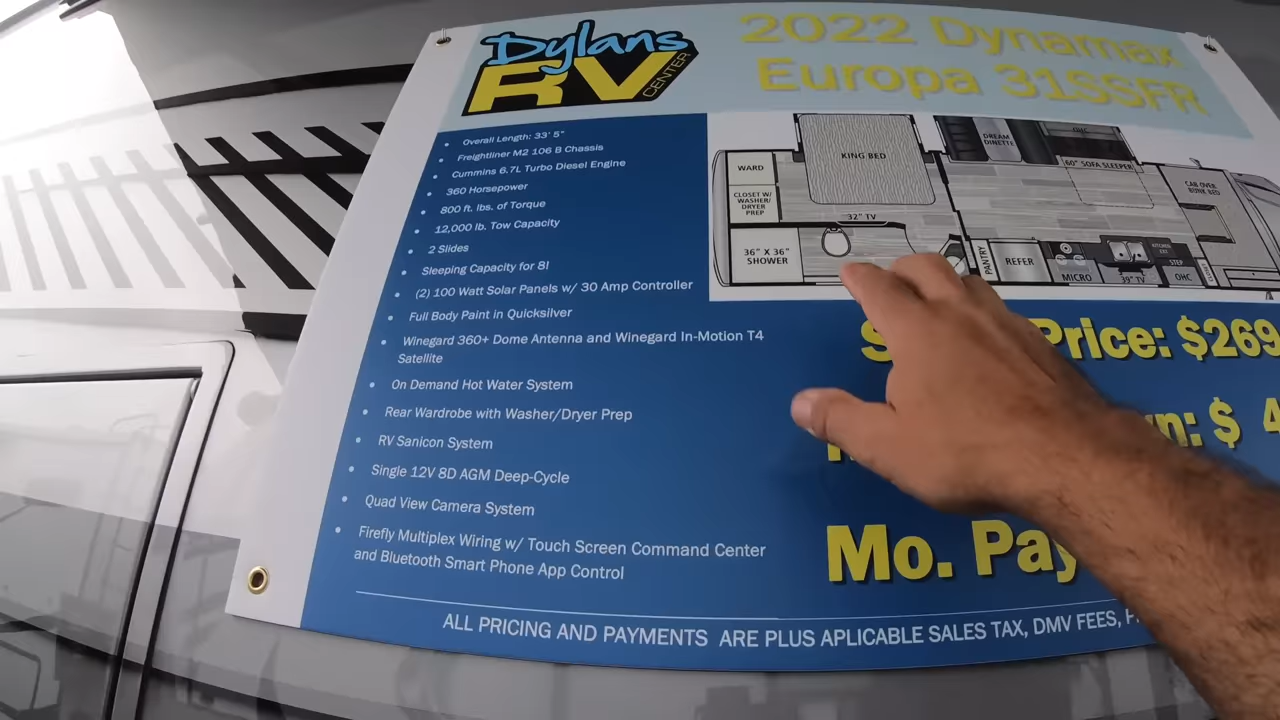 Dylans
RV
CENTER
2022 Dynamax
Europa 31SSFR
Overall Length: 33' 5"
Freightliner M2 106 B Chassis
Cummins 6.7L Turbo Diesel Engine
360 Horsepower
800 ft. lbs. of Torque
12,000 lb. Tow Capacity
2 Slides
Sleeping Capacity for 8!
(2) 100 Watt Solar Panels w/ 30 Amp Controller
Full Body Paint in Quicksilver
Winegard 360+ Dome Antenna and Winegard In-Motion T4
Satellite
On Demand Hot Water System
Rear Wardrobe with Washer/Dryer Prep
RV Sanicon System
Single 12V 8D AGM Deep-Cycle
Quad View Camera System
Firefly Multiplex Wiring w/ Touch Screen Command Center
and Bluetooth Smart Phone App Control
WARD
CLOSET W/
WASHER/
DRYER
PREP
36" X 36"
SHOWER
KING BED
32" TV
DREAM
DINETTE
OHC
60" SOFA SLEEPER
CAB OVER
BUNK BED
PANTRY
REFER
MICRO
39" TV
KITCHEN
EXT
STEP
OHC
Price: $269
$ 4
Mo. Pay
ALL PRICING AND PAYMENTS ARE PLUS APLICABLE SALES TAX, DMV FEES,